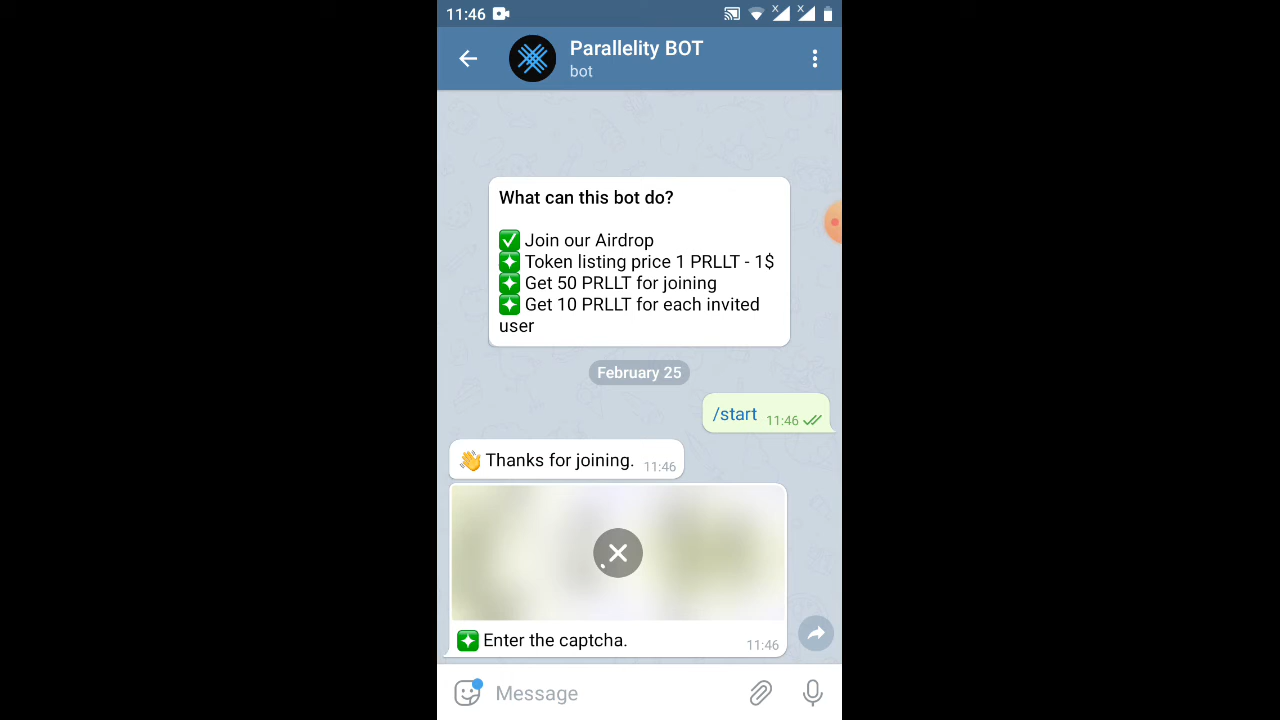 11:46
Parallelity BOT
bot
What can this bot do?
✅ Join our Airdrop
❇️ Token listing price 1 PRLLT - 1$
❇️ Get 50 PRLLT for joining
❇️ Get 10 PRLLT for each invited
user
February 25
/start 11:46
👋 Thanks for joining. 11:46
❇️ Enter the captcha. 11:46
Message